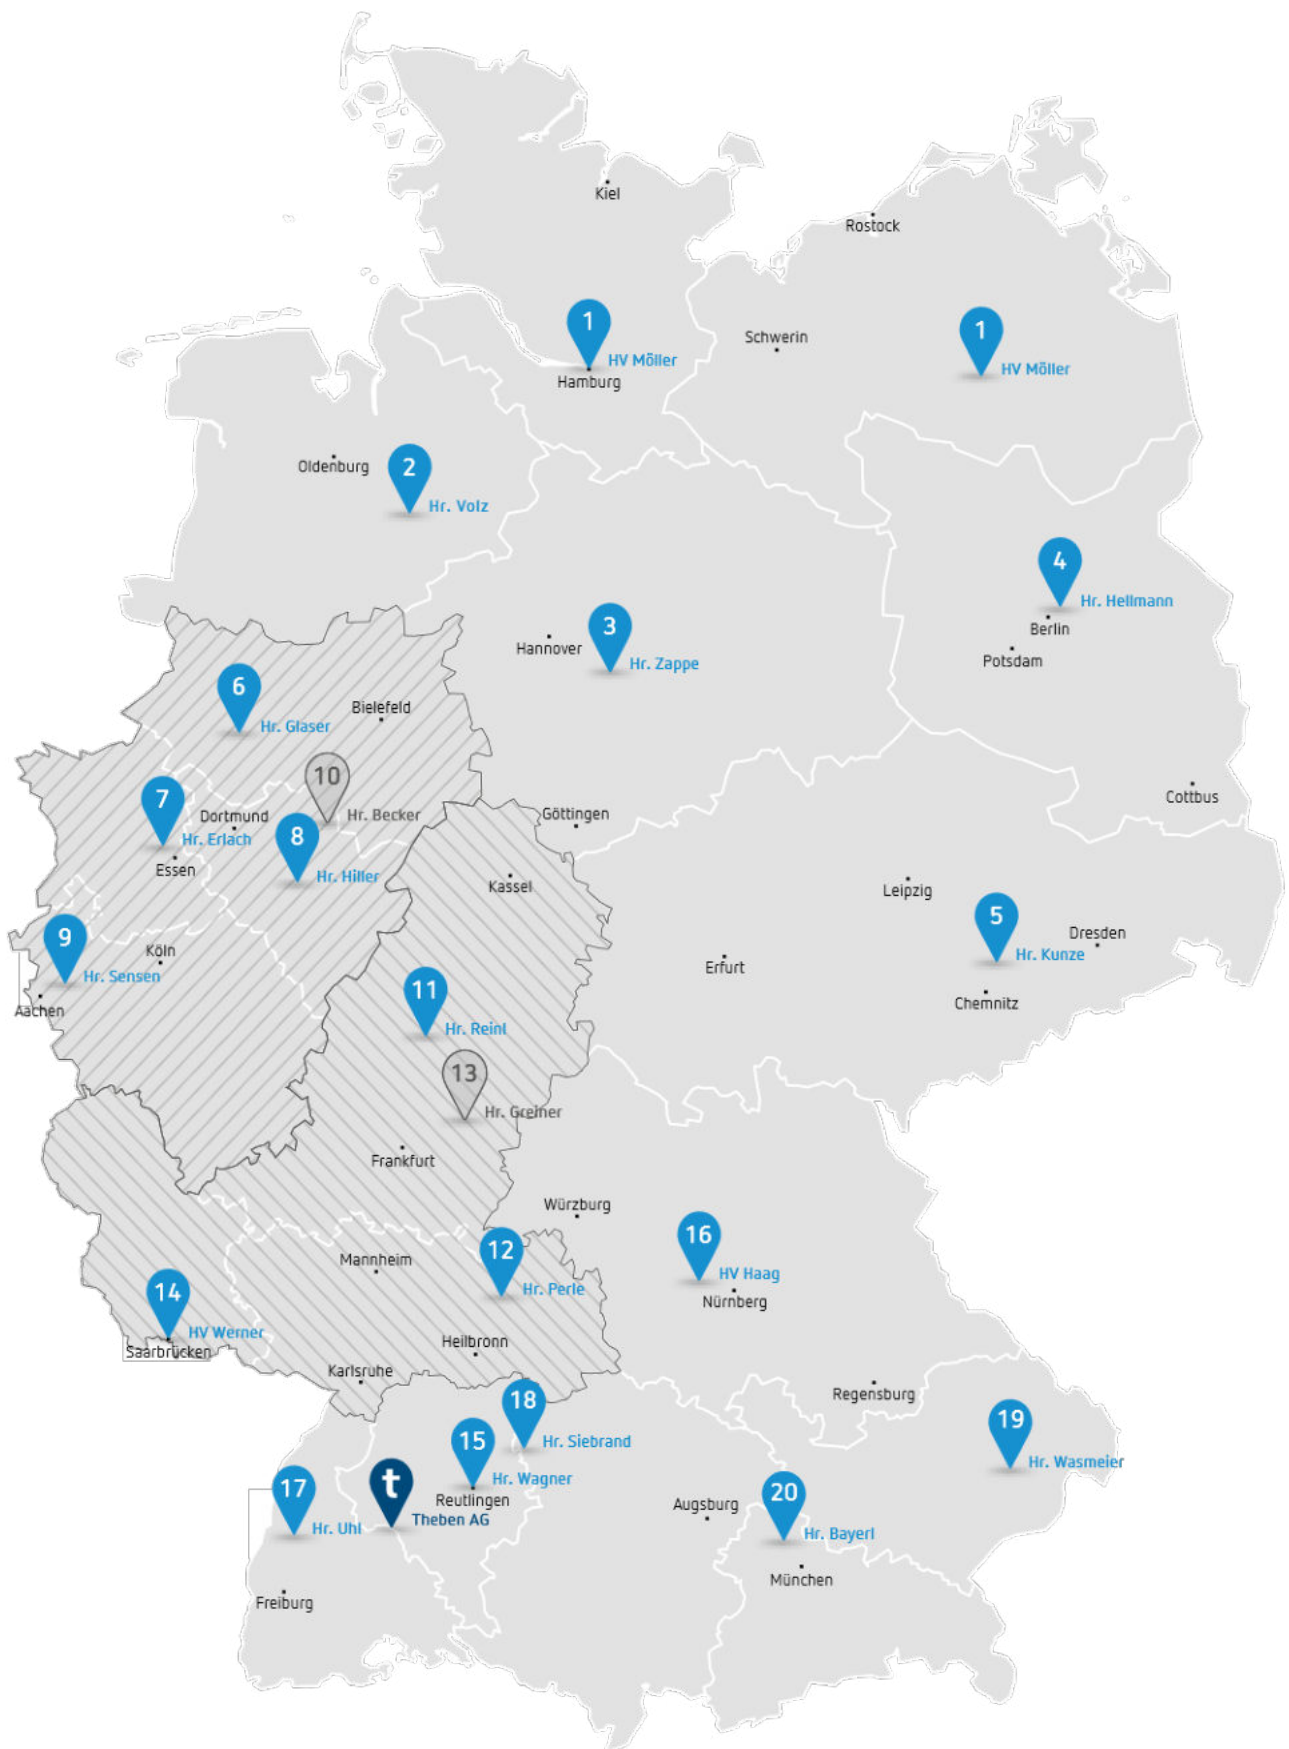 Kiel
Rostock
1
HV Möller
Hamburg
Schwerin
1
HV Möller
Oldenburg
2
Hr. Volz
4
Hr. Hellmann
Berlin
Potsdam
Hannover
3
Hr. Zappe
6
Hr. Glaser
Bielefeld
10
Hr. Becker
7
Hr. Erlach
Dortmund
Essen
8
Hr. Hiller
Göttingen
Cottbus
Kassel
Leipzig
5
Hr. Kunze
Dresden
Chemnitz
Erfurt
9
Hr. Sensen
Köln
Aachen
11
Hr. Reinl
13
Hr. Greiner
Frankfurt
Würzburg
16
HV Haag
Nürnberg
Mannheim
12
Hr. Perle
14
HV Werner
Saarbrücken
Heilbronn
Karlsruhe
Regensburg
18
Hr. Siebrand
19
Hr. Wasmeier
15
Hr. Wagner
Reutlingen
t
Theben AG
17
Hr. Uhl
Augsburg
20
Hr. Bayerl
München
Freiburg